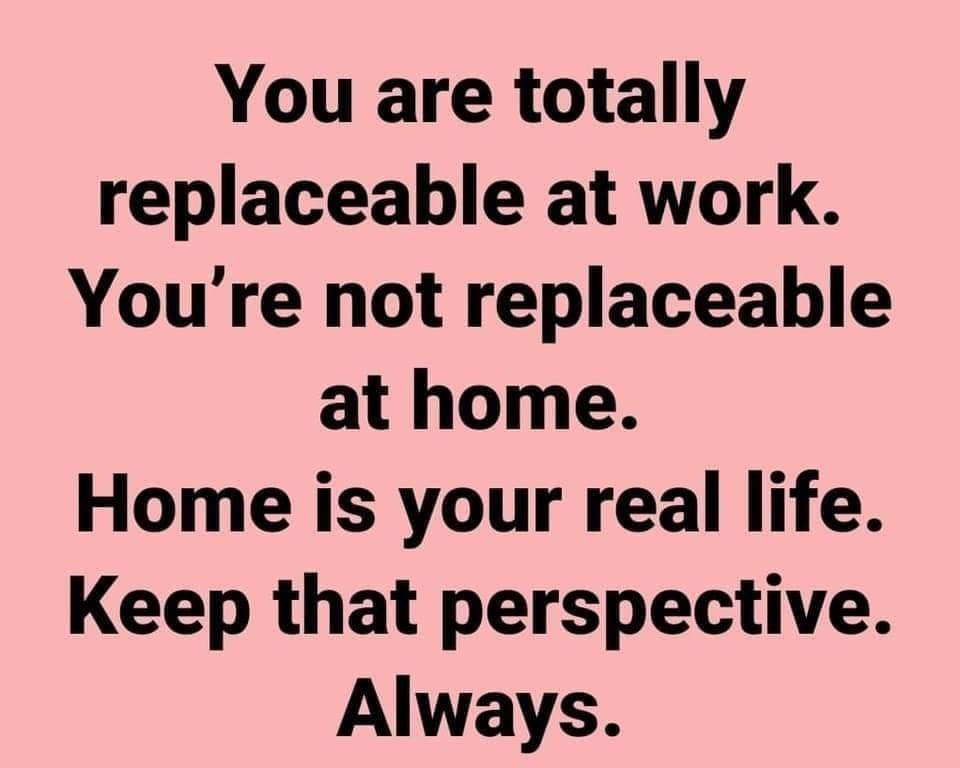 You are totally
replaceable at work.
You’re not replaceable
at home.
Home is your real life.
Keep that perspective.
Always.